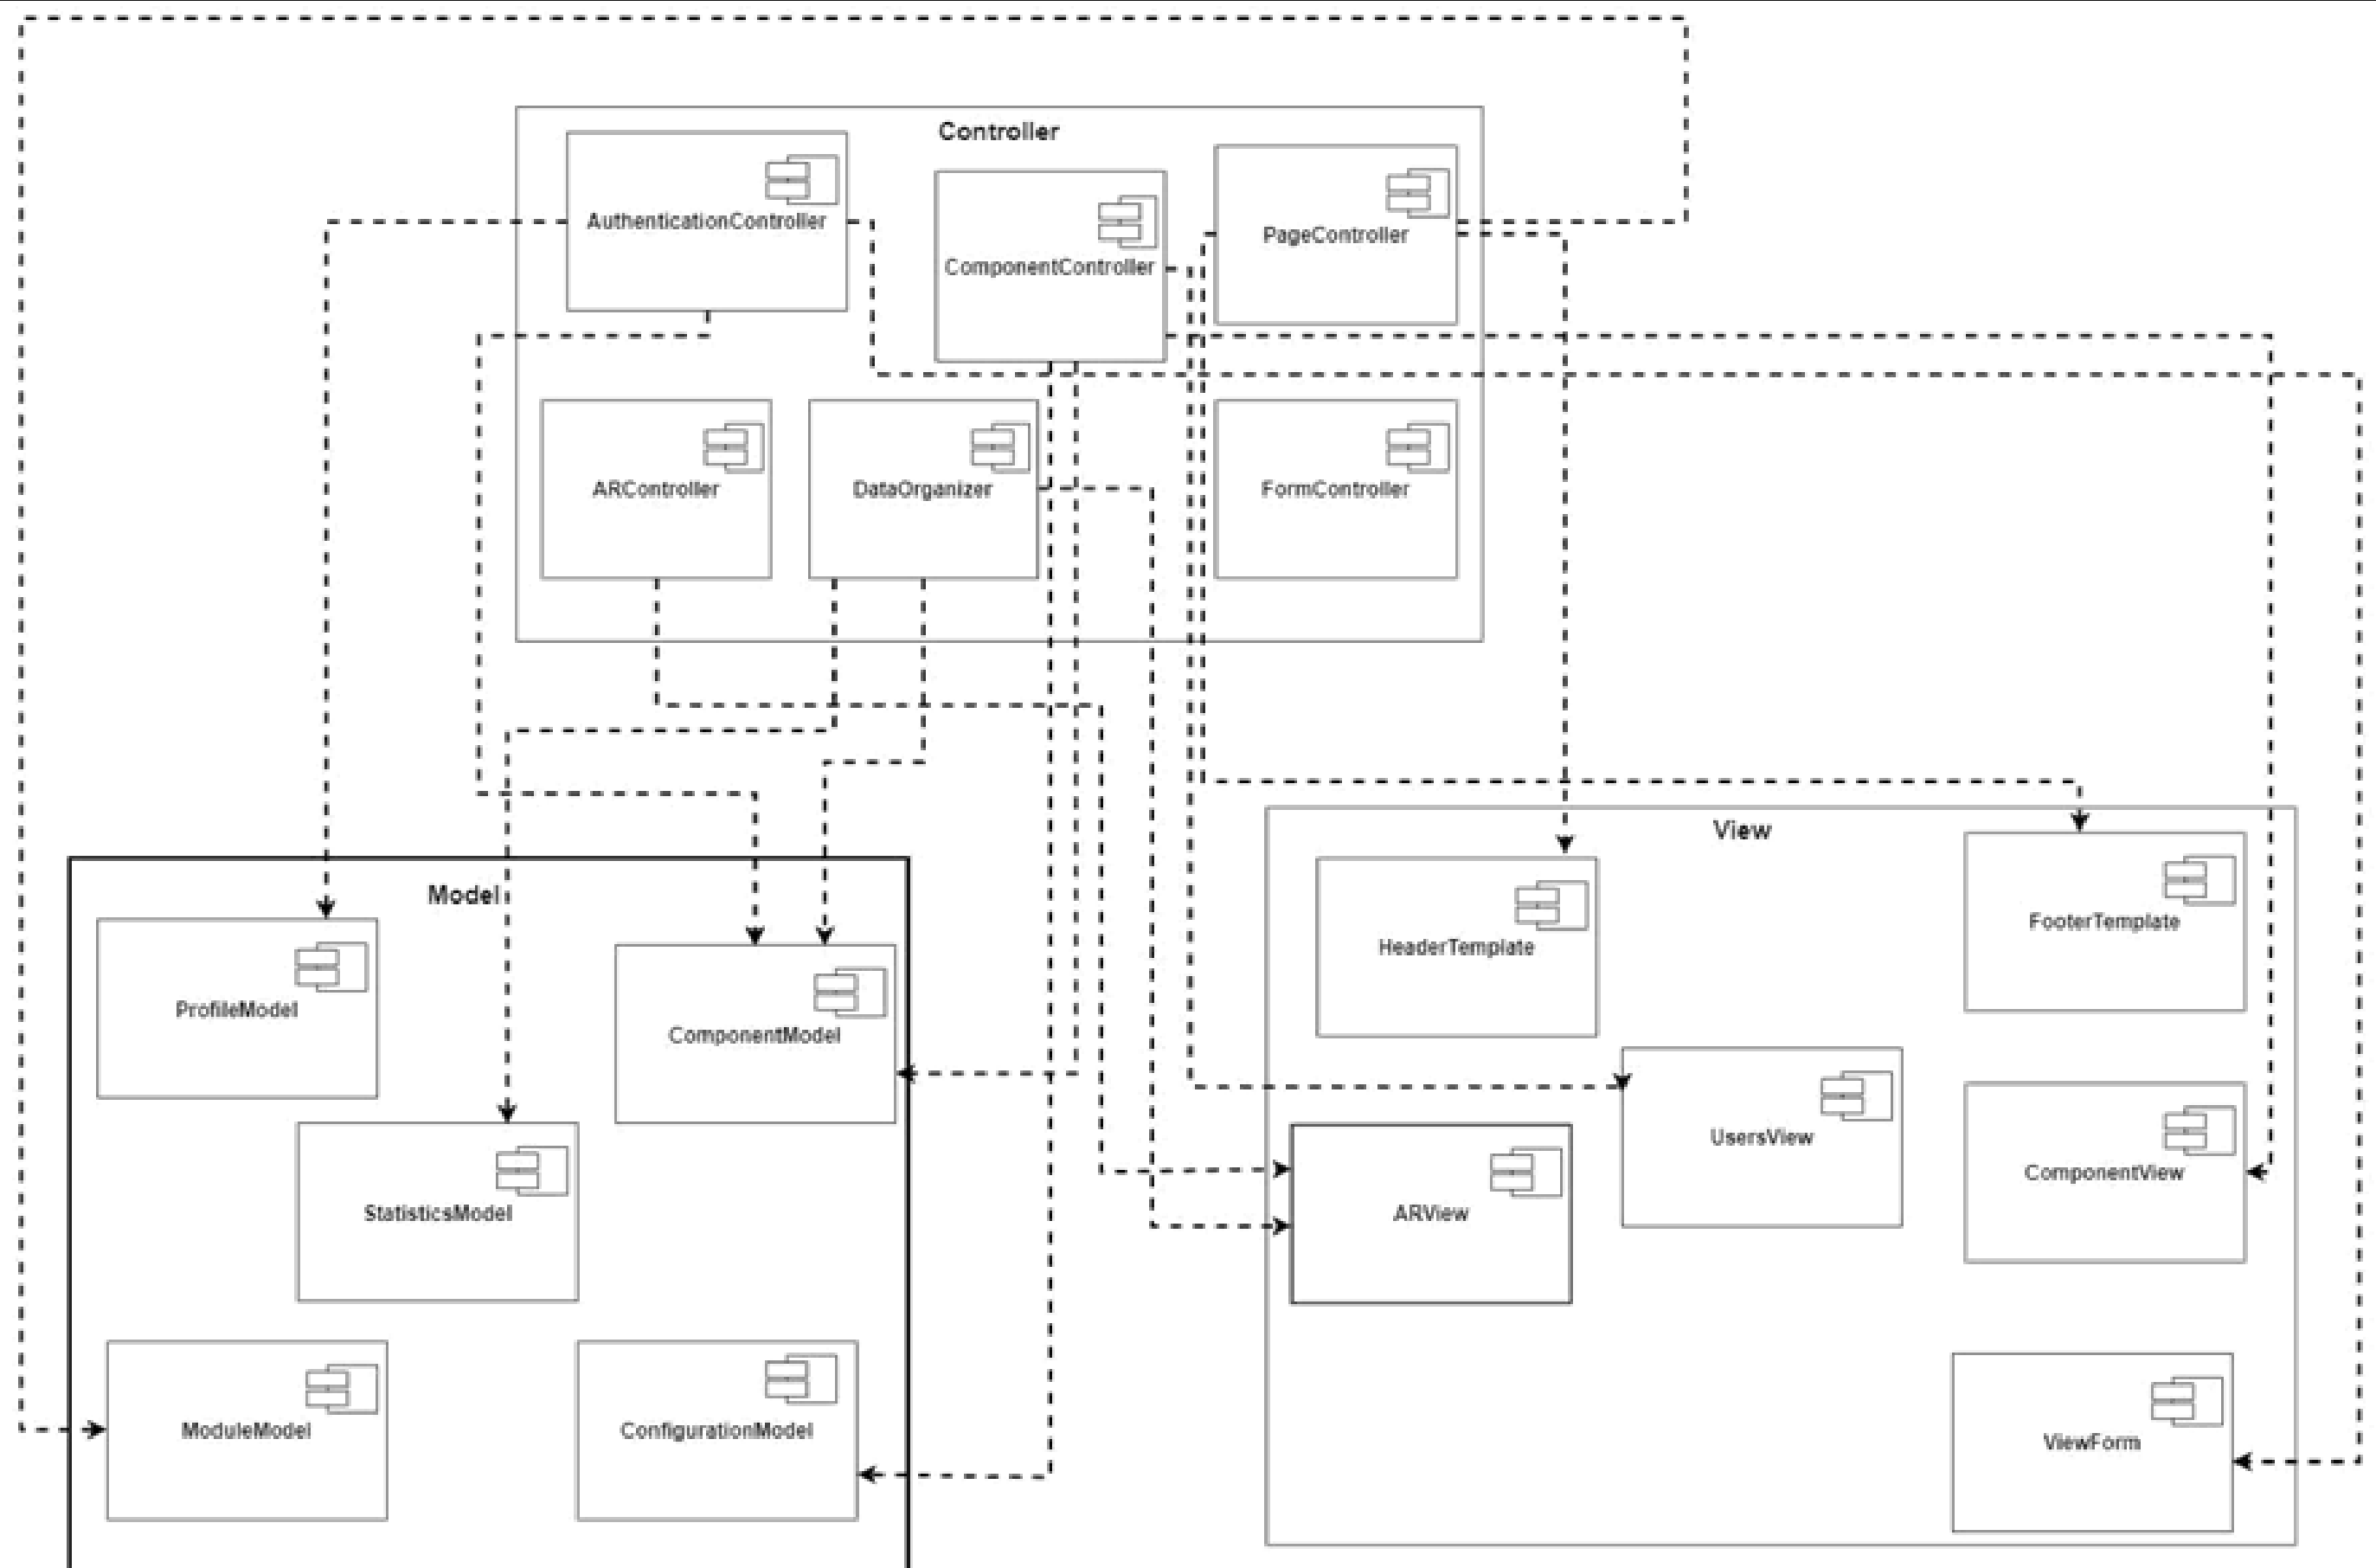 Controller
AuthenticationController
ComponentController
PageController
ARController
DataOrganizer
FormController
Model
ProfileModel
ComponentModel
StatisticsModel
ModuleModel
ConfigurationModel
View
HeaderTemplate
FooterTemplate
UsersView
ComponentView
ARView
ViewForm